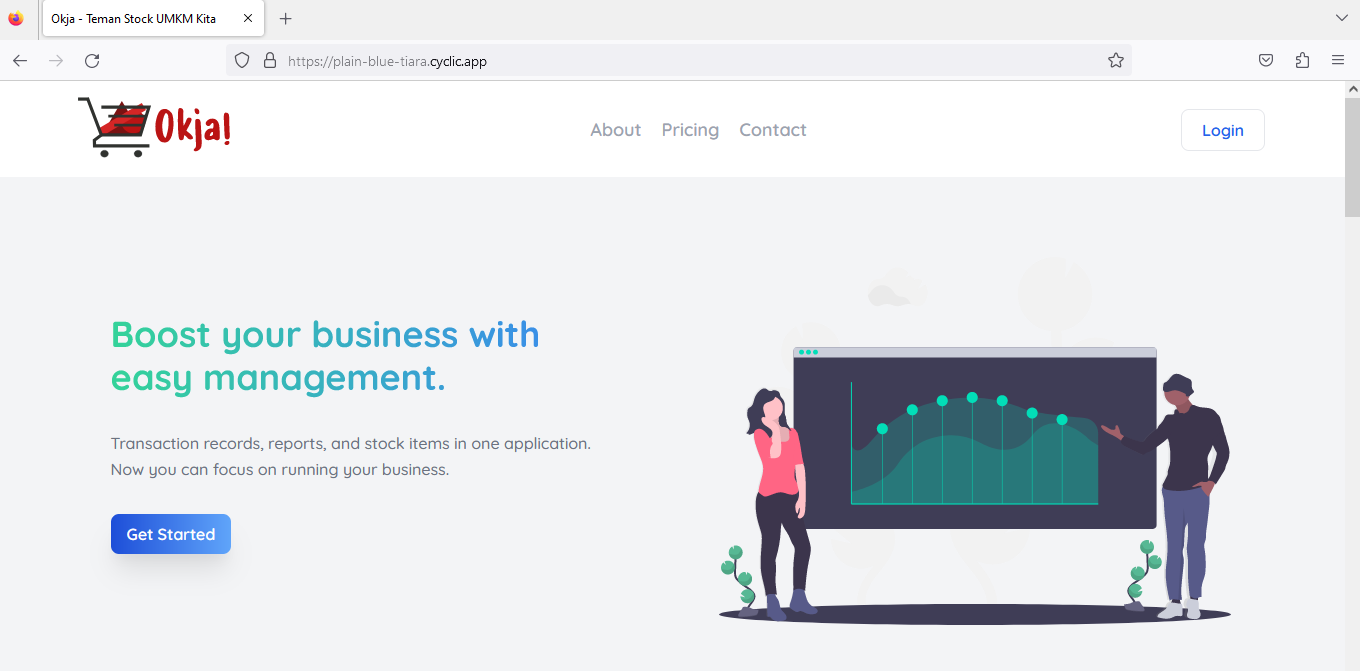 Okja - Teman Stock UMKM Kita
https://plain-blue-tiara.cyclic.app
Okja!
About Pricing Contact
Login
Boost your business with
easy management.
Transaction records, reports, and stock items in one application.
Now you can focus on running your business.
Get Started